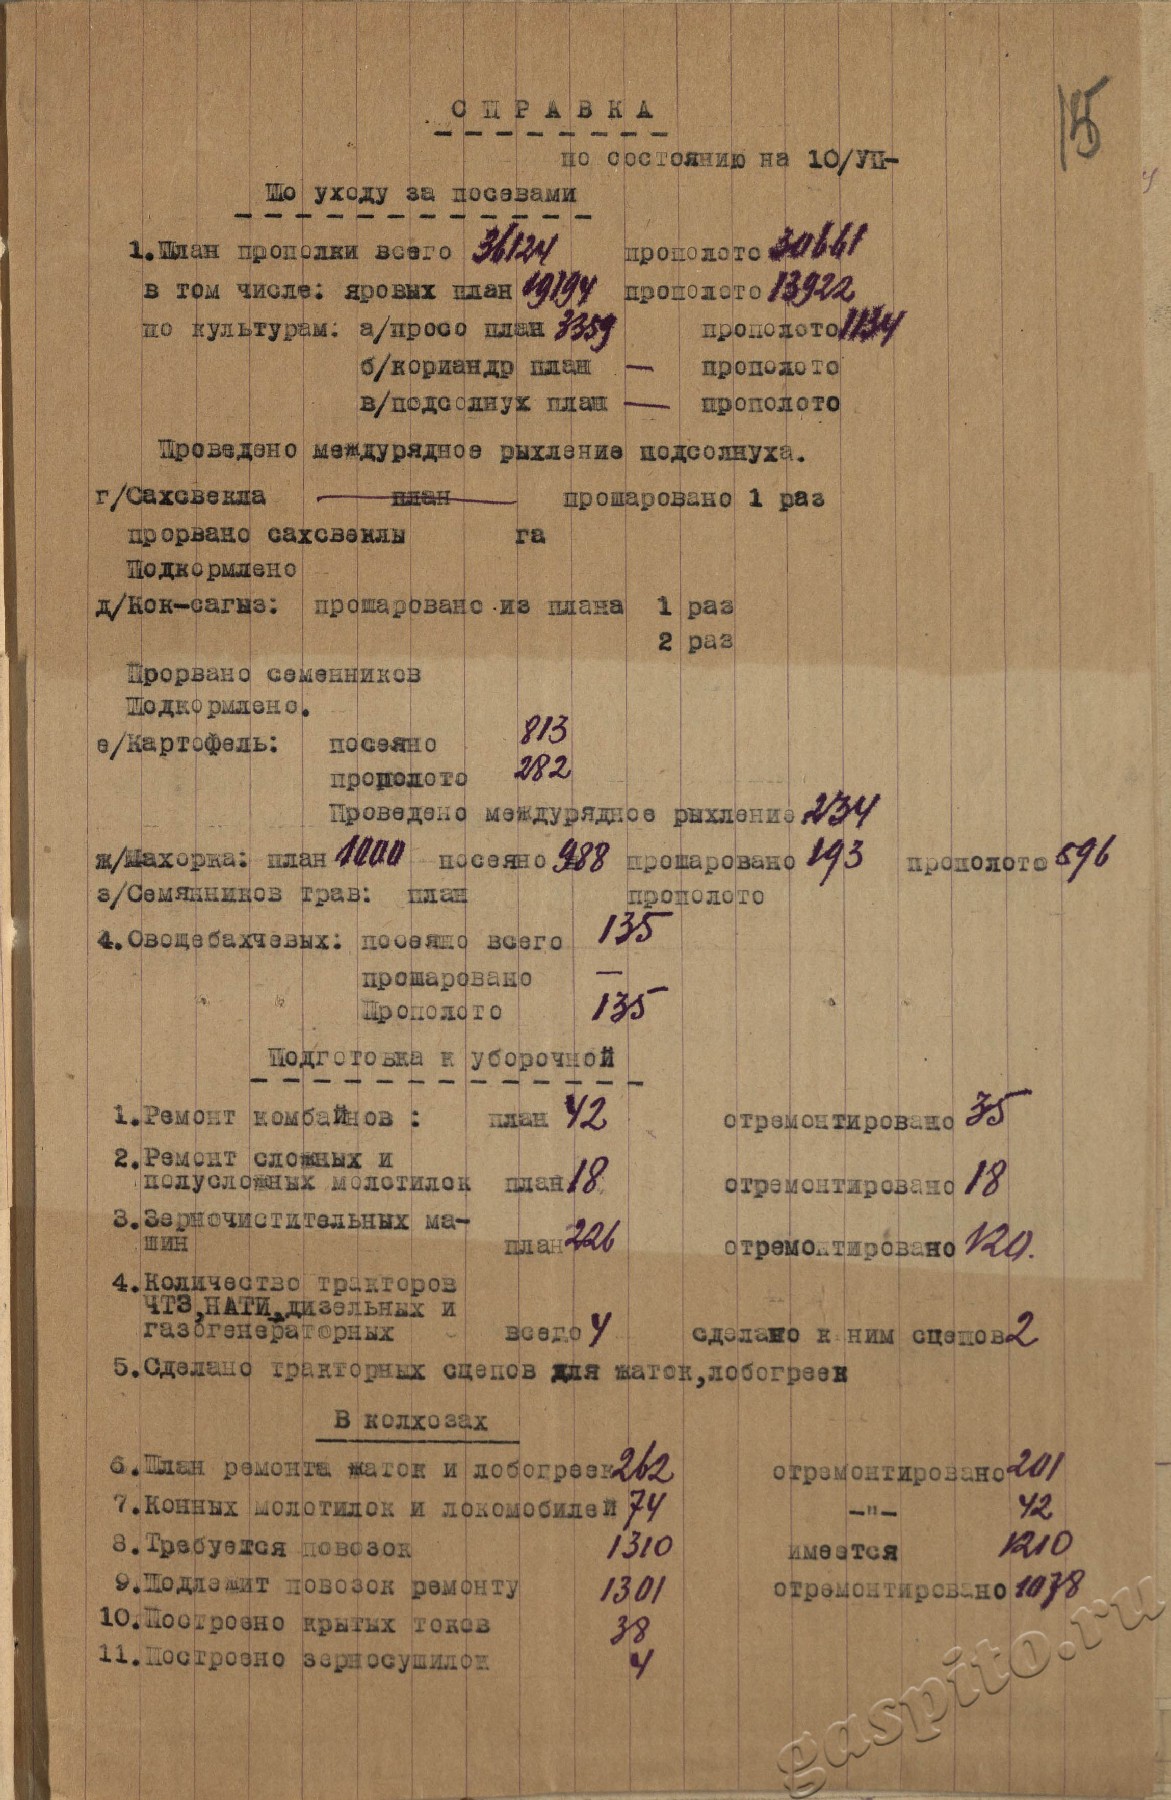 15
СПРАВКА
по состоянию на 10/УП-
По уходу за посевами
1.План прополки всего 36124 прополото 30661
в том числе: яровых план 19194 прополото 13922
по культурам: а/просо план 3359 прополото 1134
б/кориандр план — прополото
в/подсолнух план — прополото
Проведено междурядное рыхление подсолнуха.
г/Сахсвекла план прошаровано 1 раз
прорвано сахсвеклы га
Подкормлено
д/Кок-сагыз: прошаровано из плана 1 раз
2 раз
Прорвано семенников
Подкормлено.
е/Картофель: посеяно 813
прополото 282
Проведено междурядное рыхление 234
ж/Махорка: план 1000 посеяно 988 прошаровано 193 прополото 596
з/Семянников трав: план прополото
4.Овощебахчевых: посеяно всего 135
прошаровано —
Прополото 135
Подготовка к уборочной
1.Ремонт комбайнов : план 42 отремонтировано 35
2.Ремонт сложных и
полусложных молотилок план 18 отремонтировано 18
3.Зерночистительных ма-
шин план 226 отремонтировано 120.
4.Количество тракторов
ЧТЗ,НАТИ,дизельных и
газогенераторных всего 4 сделано к ним сцепов 2
5.Сделано тракторных сцепов для жаток,лобогреек
В колхозах
6.План ремонта жаток и лобогреек 262 отремонтировано 201
7.Конных молотилок и локомобилей 74 -"- 42
8.Требуется повозок 1310 имеется 1210
9.Подлежит повозок ремонту 1301 отремонтировано 1038
10.Построено крытых токов 38
11.Построено зерносушилок 4
gaspito.ru